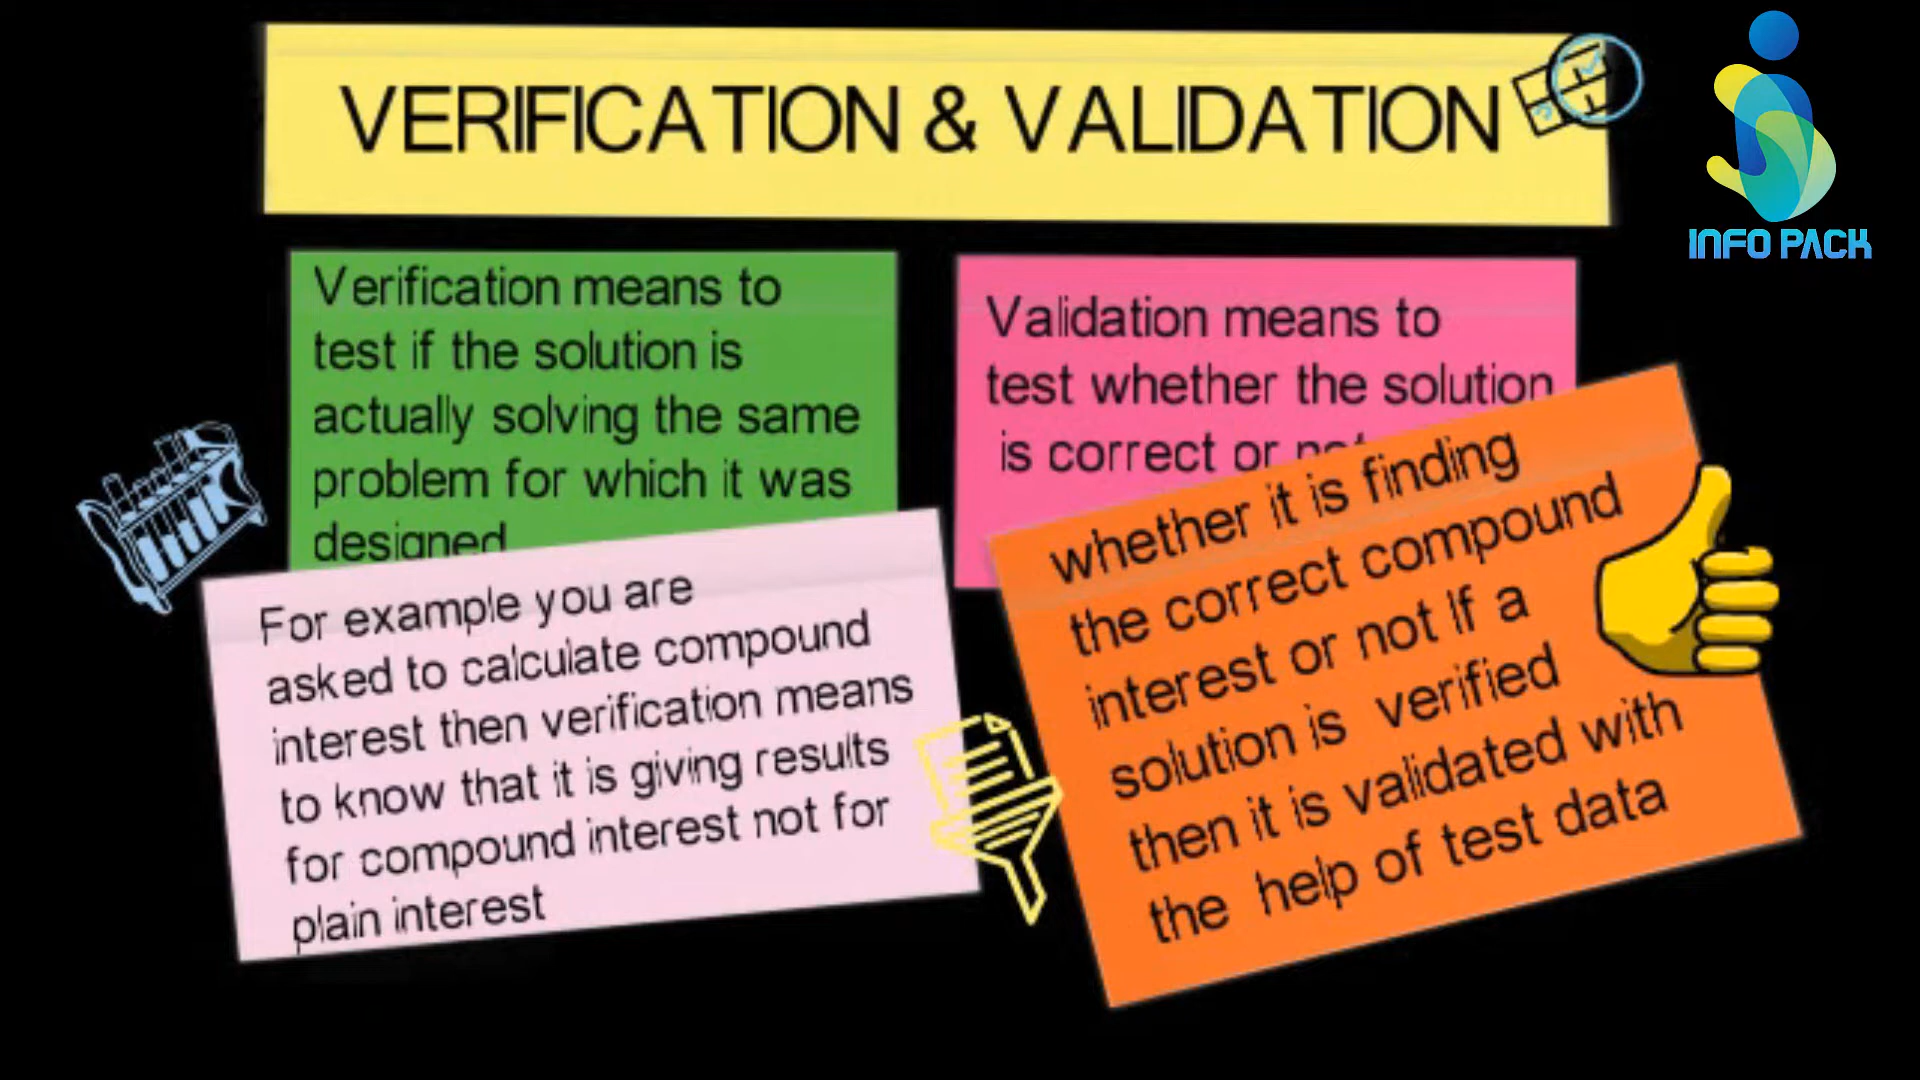 VERIFICATION & VALIDATION
INFO PACK
Verification means to
test if the solution is
actually solving the same
problem for which it was
designed
Validation means to
test whether the solution
is correct or not
For example you are
asked to calculate compound
interest then verification means
to know that it is giving results
for compound interest not for
plain interest
whether it is finding
the correct compound
interest or not if a
solution is verified
then it is validated with
the help of test data